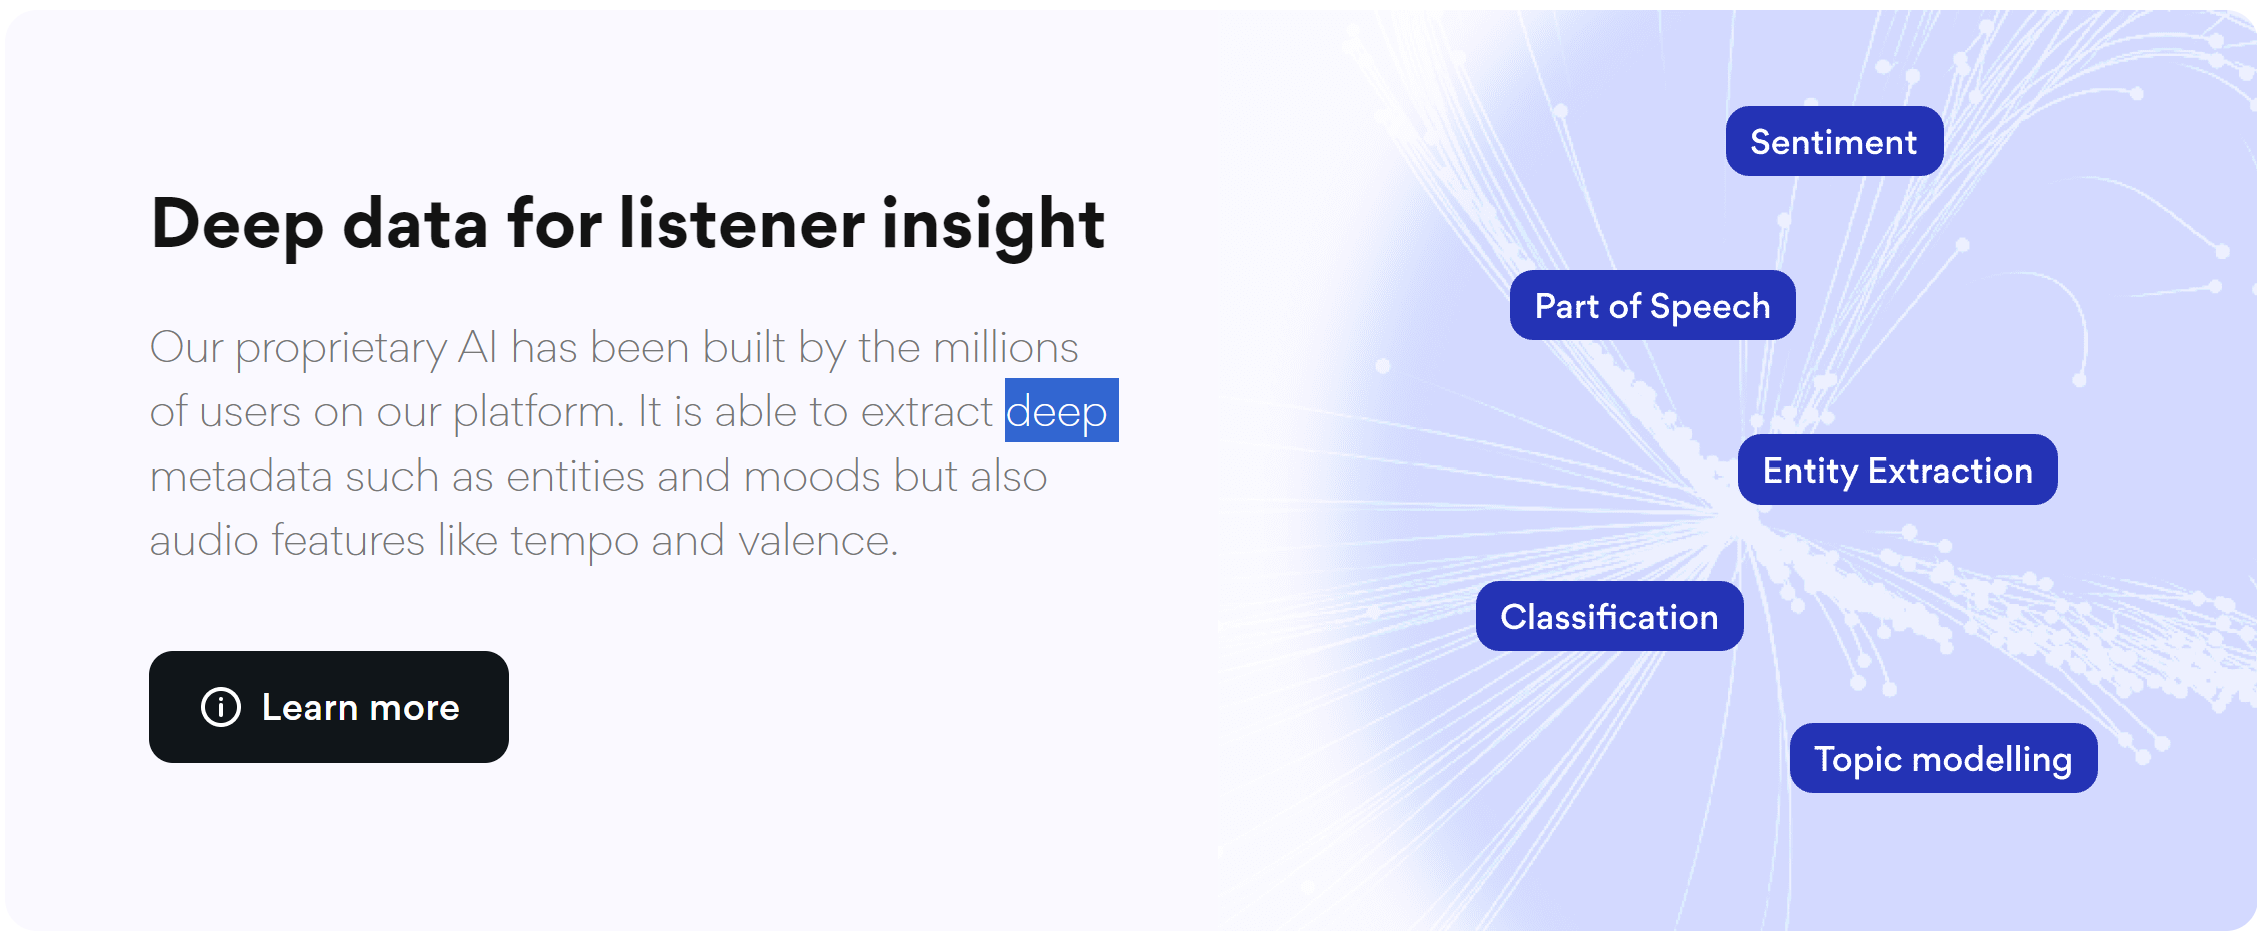 Deep data for listener insight
Our proprietary AI has been built by the millions
of users on our platform. It is able to extract deep
metadata such as entities and moods but also
audio features like tempo and valence.
Learn more
Sentiment
Part of Speech
Entity Extraction
Classification
Topic modelling